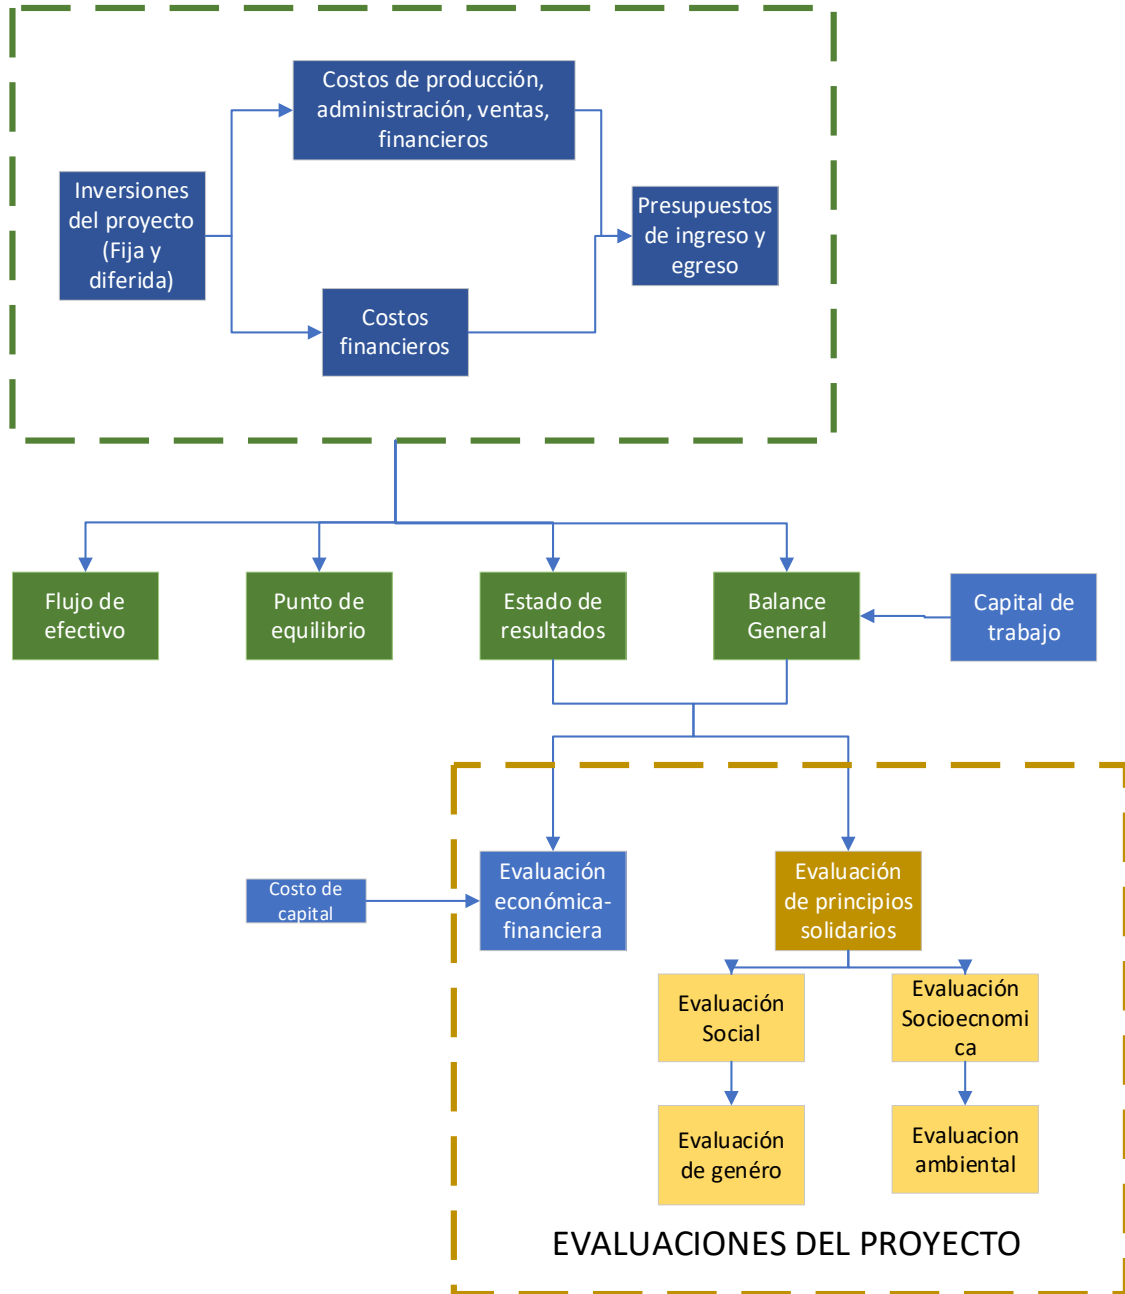 Costos de producción,
administración, ventas,
financieros
Inversiones
del proyecto
(Fija y
diferida)
Presupuestos
de ingreso y
egreso
Costos
financieros
Flujo de
efectivo
Punto de
equilibrio
Estado de
resultados
Balance
General
Capital de
trabajo
Costo de
capital
Evaluación
económica-
financiera
Evaluación
de principios
solidarios
Evaluación
Social
Evaluación
Socioecnomi
ca
Evaluación
de genéro
Evaluacion
ambiental
EVALUACIONES DEL PROYECTO